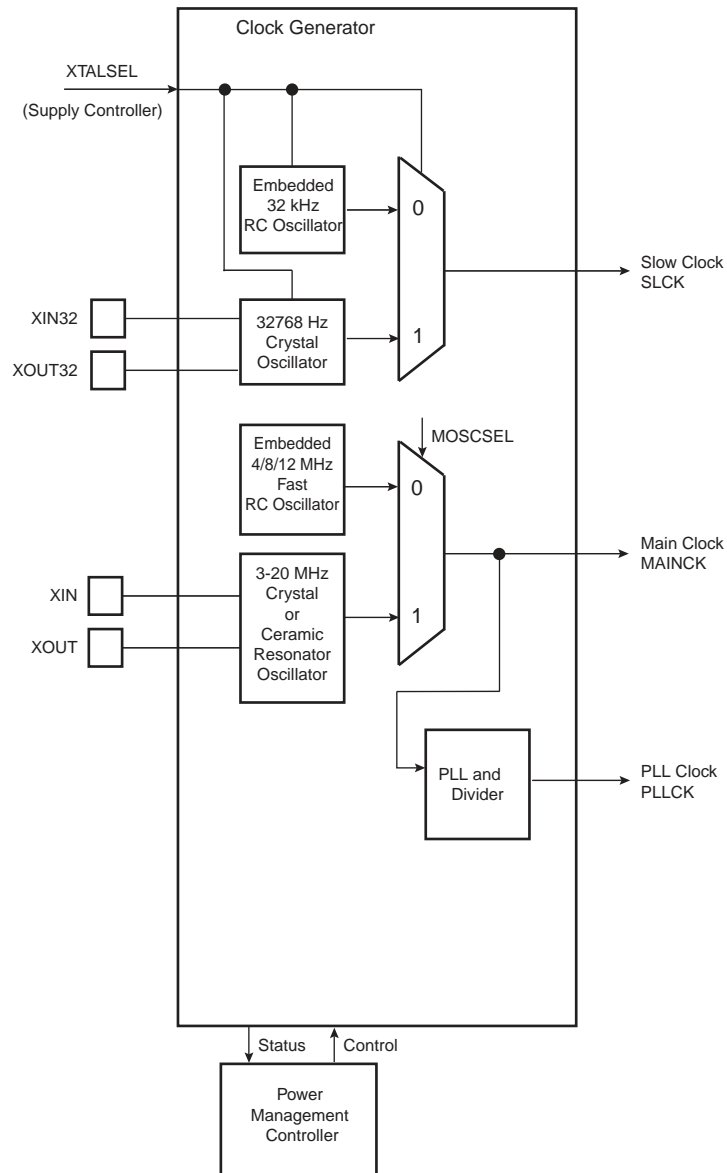 Clock Generator
XTALSEL
(Supply Controller)
Embedded
32 kHz
RC Oscillator
0
Slow Clock
SLCK
XIN32
32768 Hz
Crystal
Oscillator
1
XOUT32
MOSCSEL
Embedded
4/8/12 MHz
Fast
RC Oscillator
0
Main Clock
MAINCK
XIN
3-20 MHz
Crystal
or
Ceramic
Resonator
Oscillator
1
XOUT
PLL and
Divider
PLL Clock
PLLCK
Status
Control
Power
Management
Controller